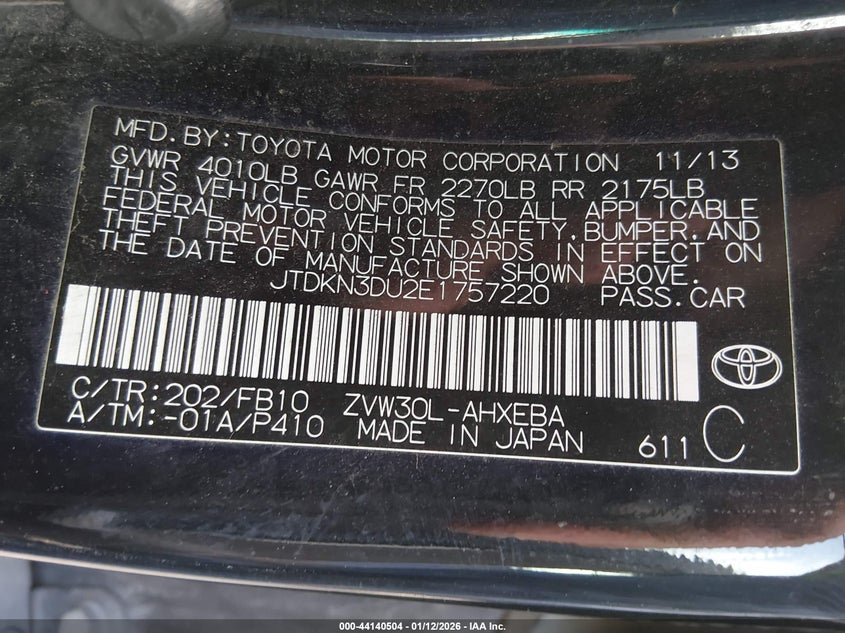 MFD.BY:TOYOTA MOTOR CORPORATION 11/13
GVWR 4010LB GAWR FR 2270LB RR 2175LB
THIS VEHICLE CONFORMS TO ALL APPLICABLE
FEDERAL MOTOR VEHICLE SAFETY,BUMPER,AND
THEFT PREVENTION STANDARDS IN EFFECT ON
THE DATE OF MANUFACTURE SHOWN ABOVE.
JTDKN3DU2E1757220 PASS.CAR
C/TR:202/FB10 ZVW30L-AHXEBA
A/TM:-01A/P410 MADE IN JAPAN 611 C
000-44140504 - 01/12/2026 - IAA Inc.